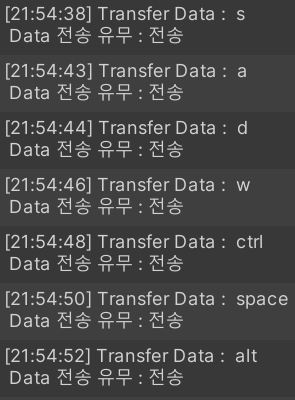 [21:54:38] Transfer Data : s
Data 전송 유무 : 전송
[21:54:43] Transfer Data : a
Data 전송 유무 : 전송
[21:54:44] Transfer Data : d
Data 전송 유무 : 전송
[21:54:46] Transfer Data : w
Data 전송 유무 : 전송
[21:54:48] Transfer Data : ctrl
Data 전송 유무 : 전송
[21:54:50] Transfer Data : space
Data 전송 유무 : 전송
[21:54:52] Transfer Data : alt
Data 전송 유무 : 전송